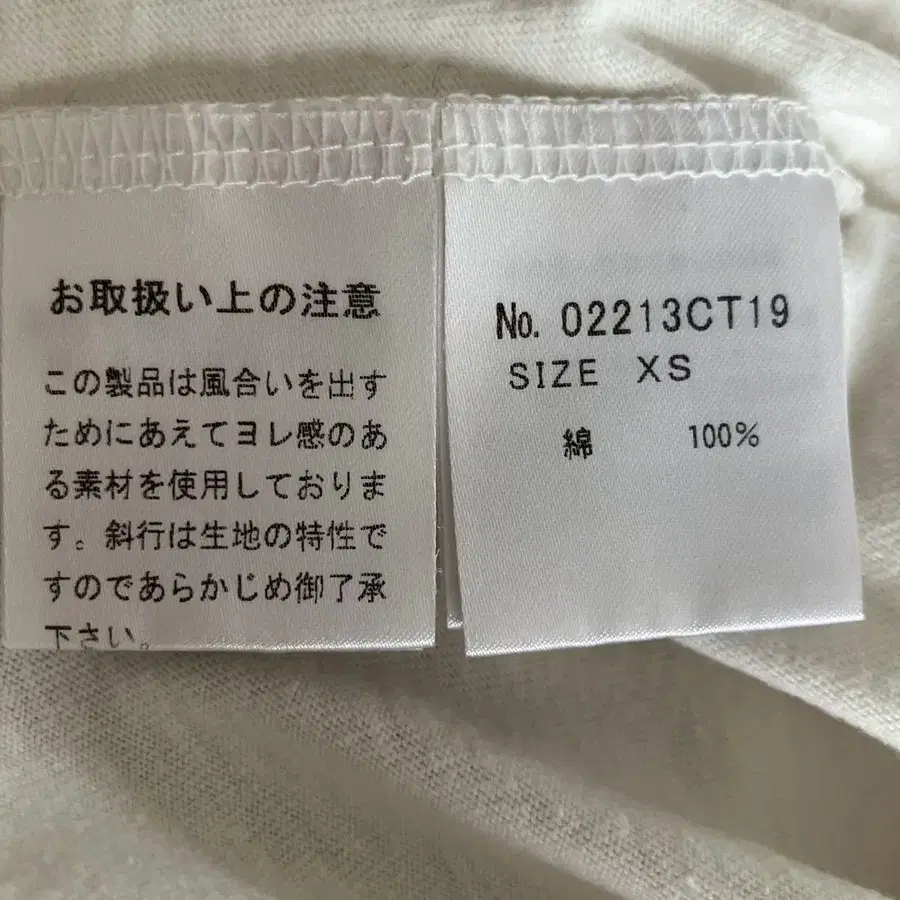 お取扱い上の注意
この製品は風合いを出す
ためにあえてヨレ感のあ
る素材を使用しておりま
す。斜行は生地の特性で
すのであらかじめ御了承
下さい。
No. 02213CT19
SIZE XS
綿 100%